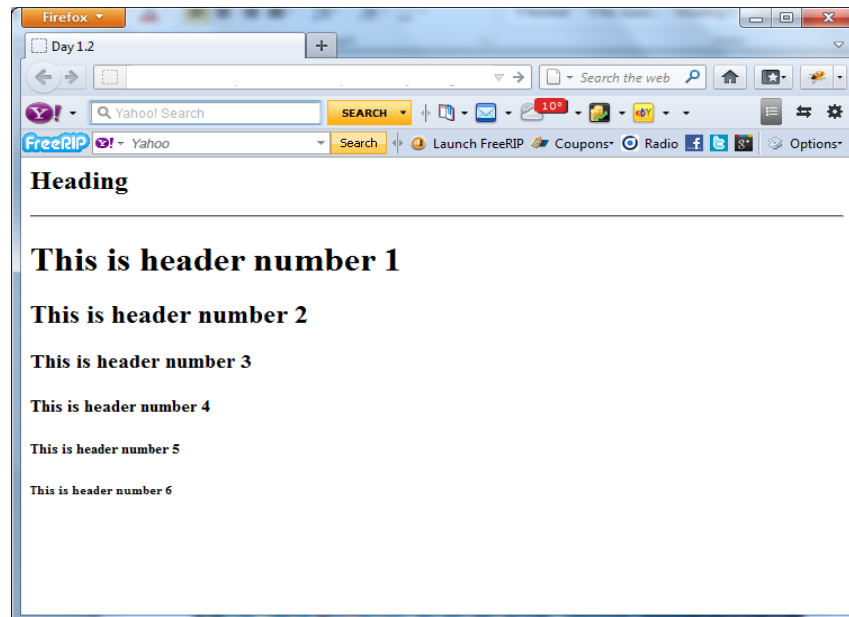 Firefox
Day 1.2
Search the web
Y! Yahoo! Search SEARCH 10° ebY
FreeRIP Y! Yahoo Search Launch FreeRIP Coupons Radio f g+ Options
Heading
This is header number 1
This is header number 2
This is header number 3
This is header number 4
This is header number 5
This is header number 6